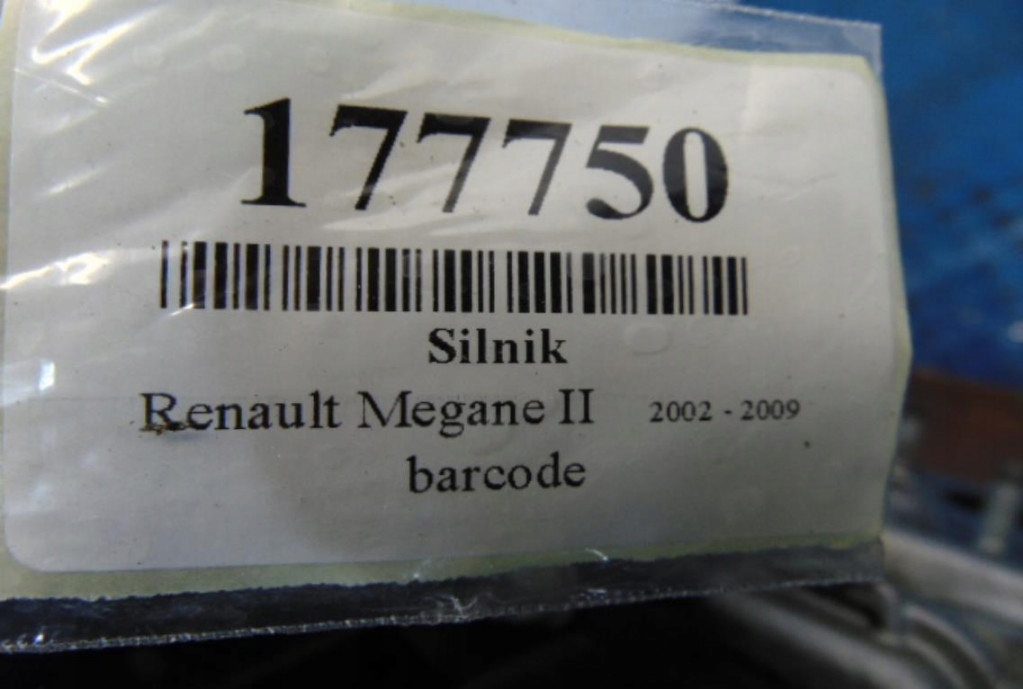 177750
Silnik
Renault Megane II 2002 - 2009
barcode